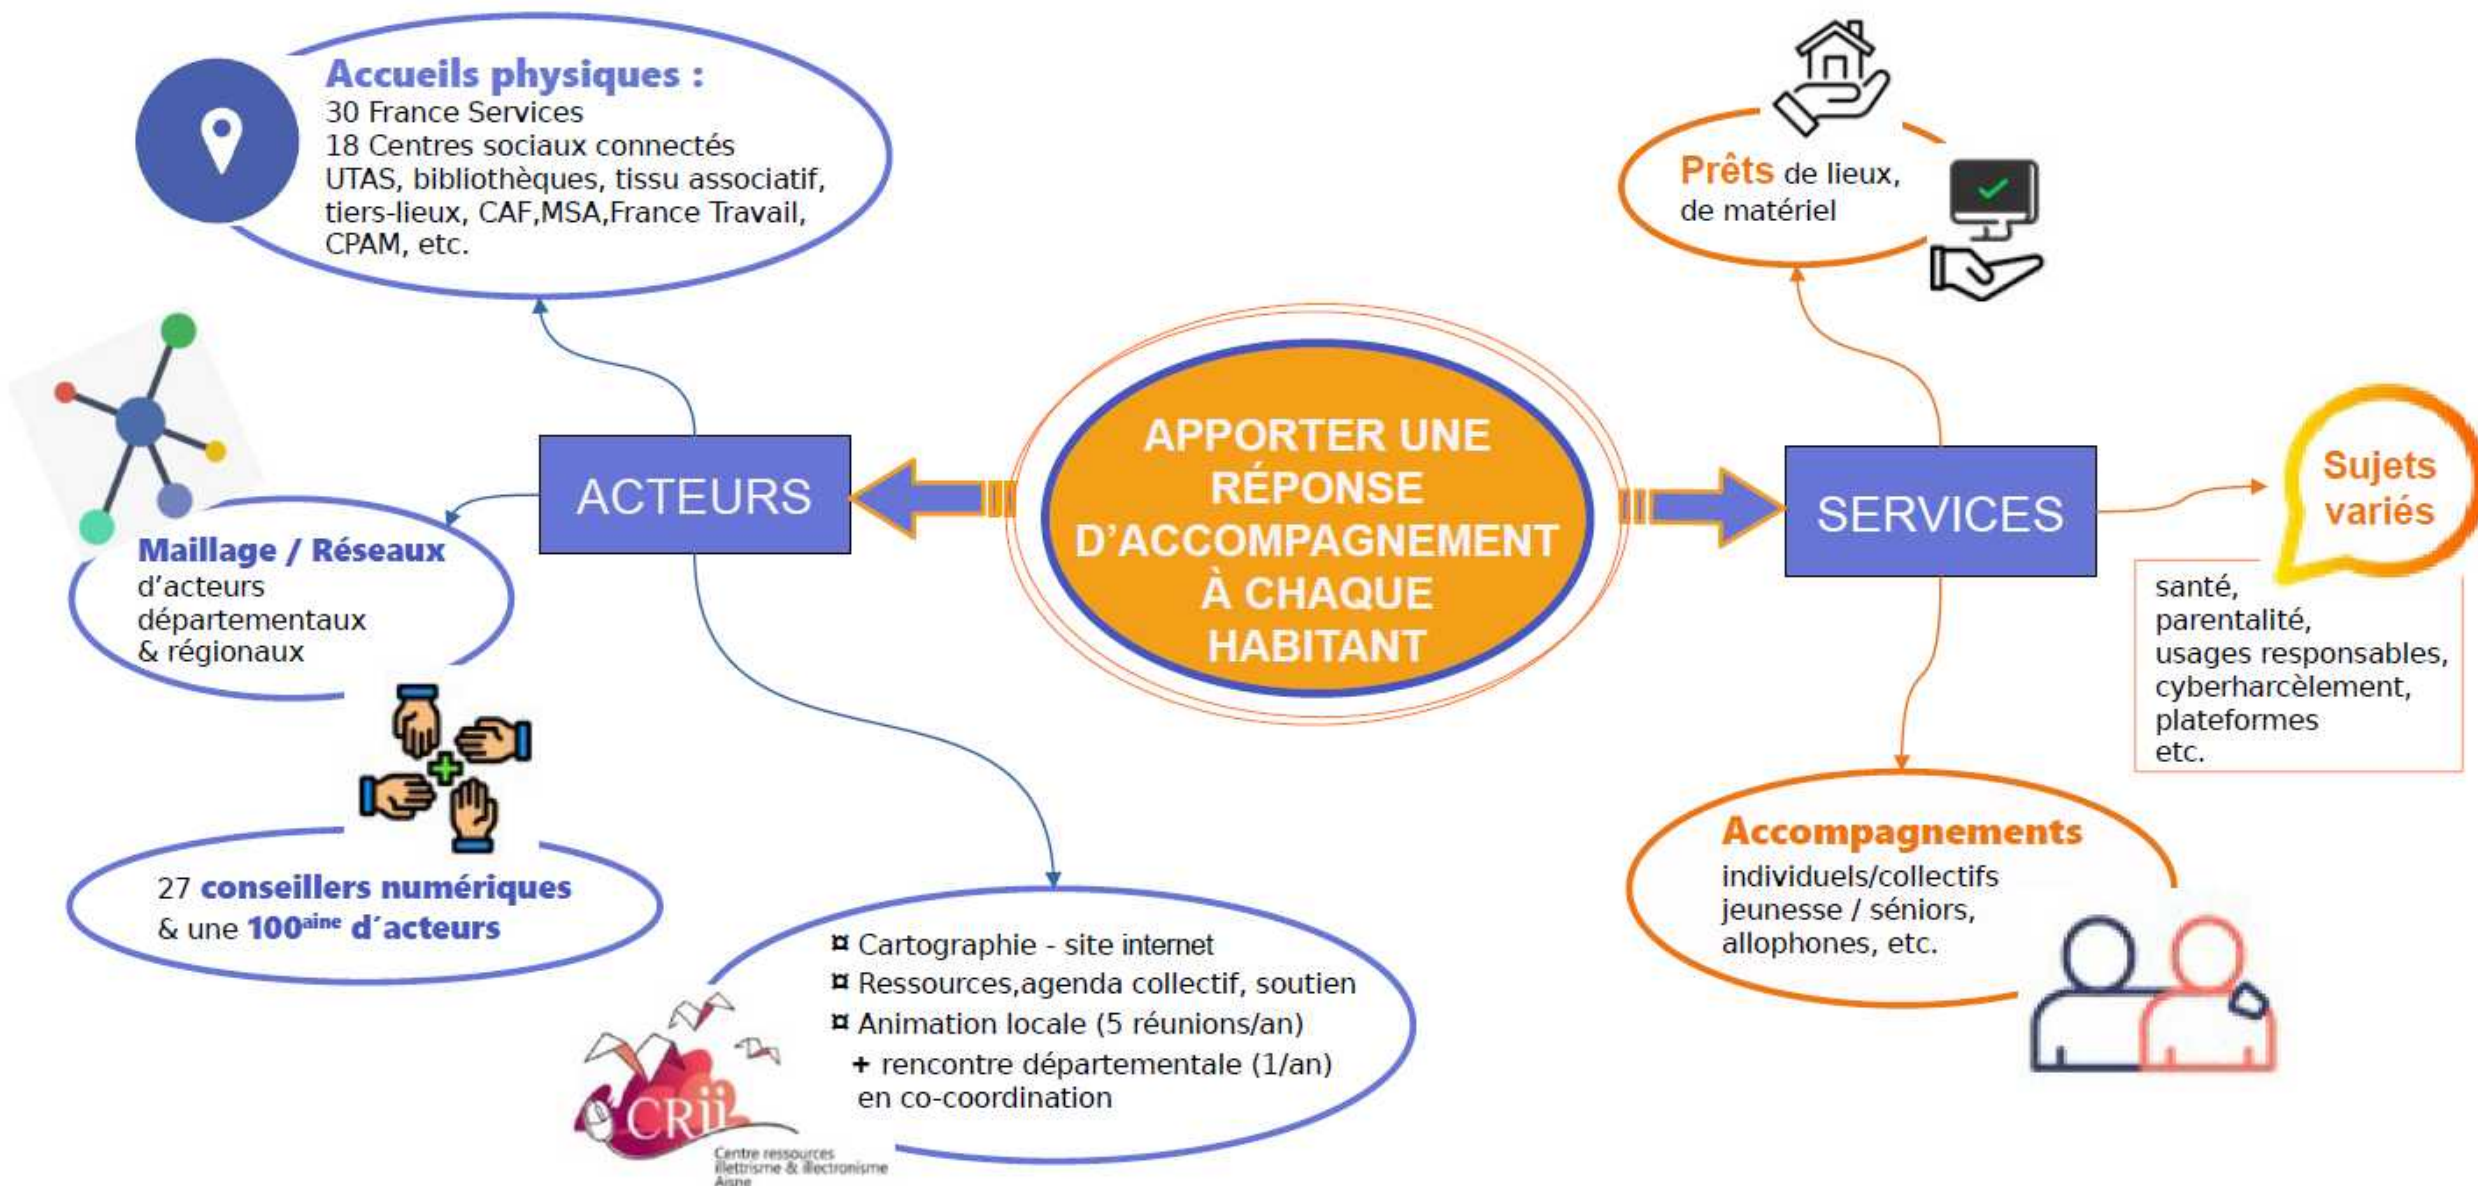 Accueils physiques :
30 France Services
18 Centres sociaux connectés
UTAS, bibliothèques, tissu associatif,
tiers-lieux, CAF,MSA,France Travail,
CPAM, etc.
Maillage / Réseaux
d'acteurs
départementaux
& régionaux
27 conseillers numériques
& une 100aine d'acteurs
ACTEURS
¤ Cartographie - site internet
¤ Ressources,agenda collectif, soutien
¤ Animation locale (5 réunions/an)
+ rencontre départementale (1/an)
en co-coordination
CRii
Centre ressources
illettrisme & illectronisme
Aisne
APPORTER UNE
RÉPONSE
D'ACCOMPAGNEMENT
À CHAQUE
HABITANT
SERVICES
Prêts de lieux,
de matériel
Sujets
variés
santé,
parentalité,
usages responsables,
cyberharcèlement,
plateformes
etc.
Accompagnements
individuels/collectifs
jeunesse / séniors,
allophones, etc.